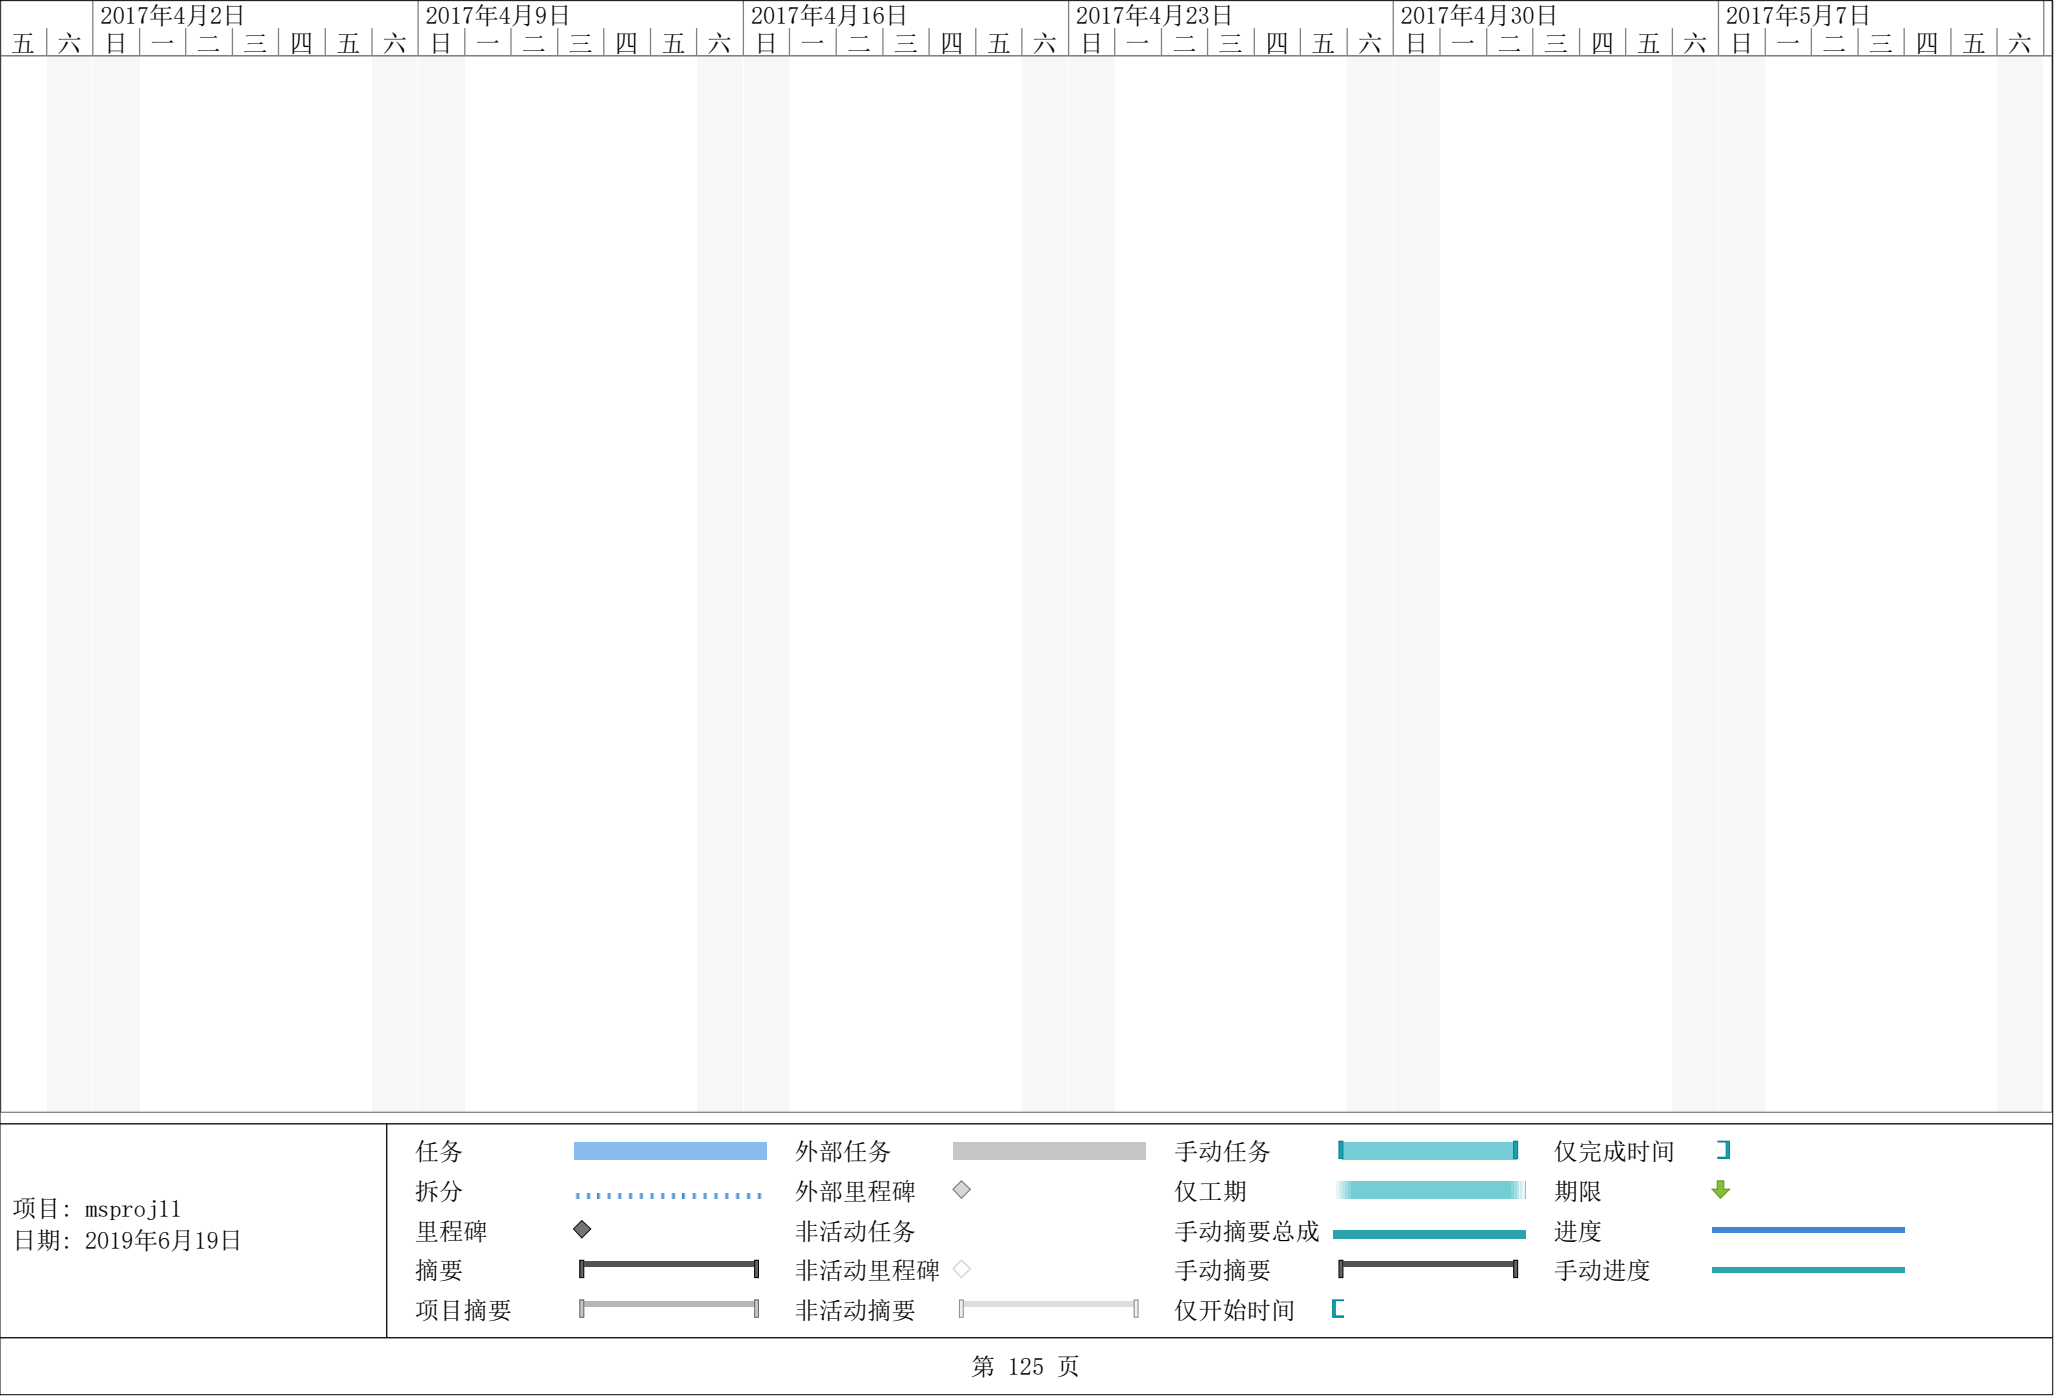 2017年4月2日 2017年4月9日 2017年4月16日 2017年4月23日 2017年4月30日 2017年5月7日
五 六 日 一 二 三 四 五 六 日 一 二 三 四 五 六 日 一 二 三 四 五 六 日 一 二 三 四 五 六 日 一 二 三 四 五 六 日 一 二 三 四 五 六
项目: msproj11
日期: 2019年6月19日
任务
拆分
里程碑
摘要
项目摘要
外部任务
外部里程碑
非活动任务
非活动里程碑
非活动摘要
手动任务
仅工期
手动摘要总成
手动摘要
仅开始时间
仅完成时间
期限
进度
手动进度
第 125 页